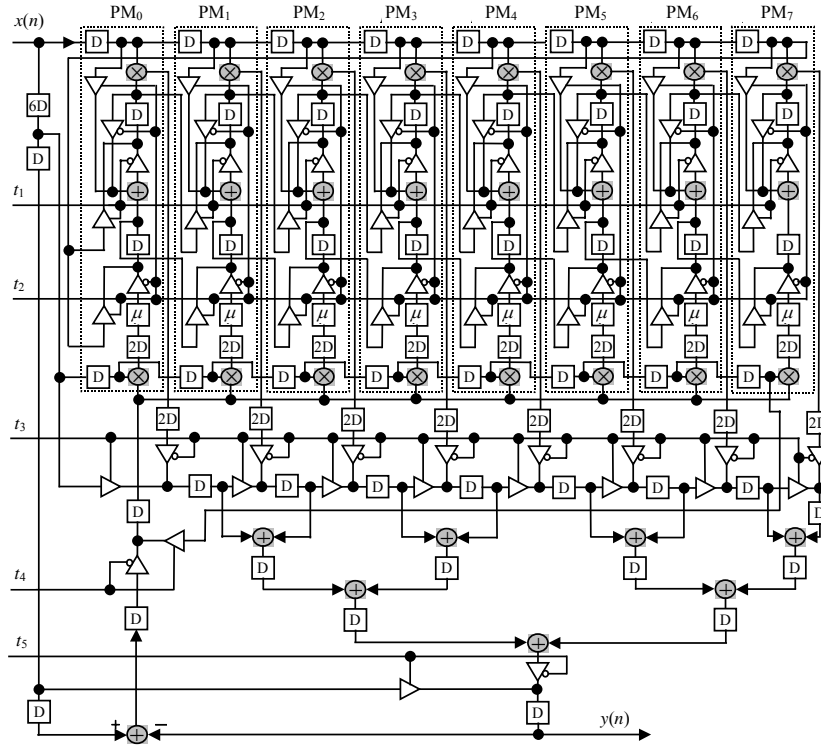 PM₀ PM₁ PM₂ PM₃ PM₄ PM₅ PM₆ PM₇
x(n)
D D D D D D D D
6D
D D D D D D D
D
t₁
D D D D D D D D
t₂
μ μ μ μ μ μ μ μ
2D 2D 2D 2D 2D 2D 2D 2D
D D D D D D D
2D 2D 2D 2D 2D 2D 2D 2D
t₃
D D D D D D D
D D
D D D D
t₄
D D D
t₅
D D
+ − y(n)